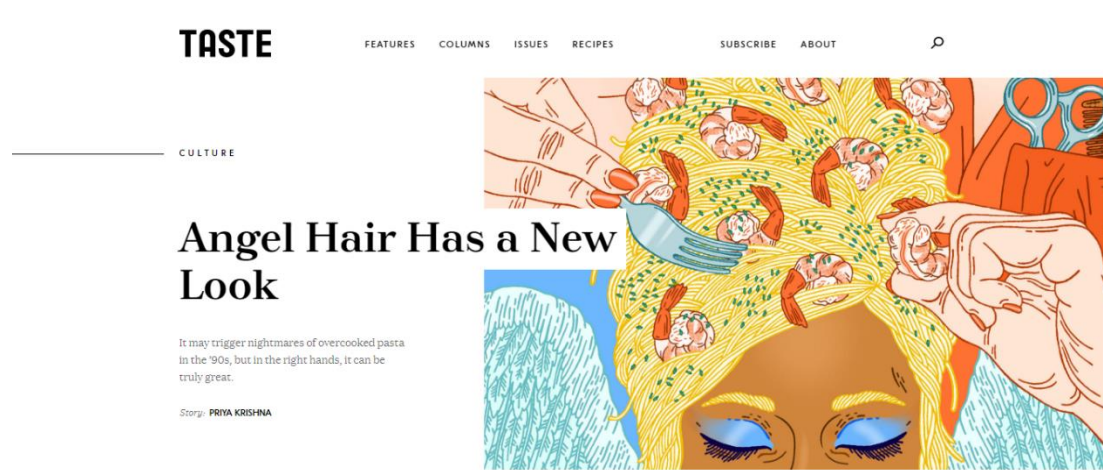 TASTE
FEATURES COLUMNS ISSUES RECIPES SUBSCRIBE ABOUT
CULTURE
Angel Hair Has a New
Look
It may trigger nightmares of overcooked pasta
in the '90s, but in the right hands, it can be
truly great.
Story: PRIYA KRISHNA